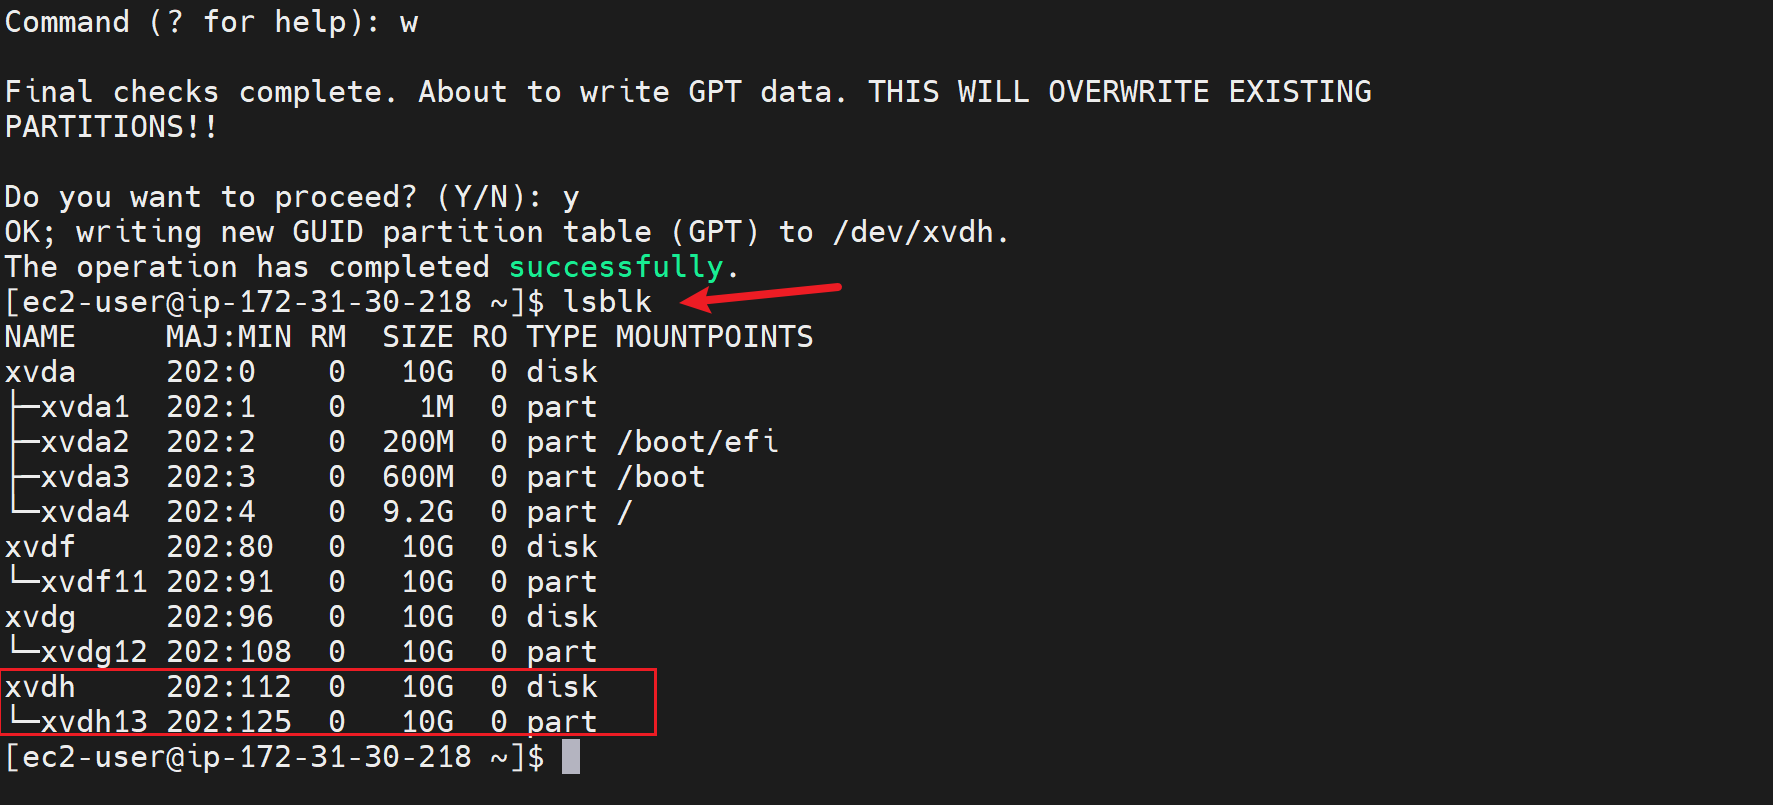 Command (? for help): w
Final checks complete. About to write GPT data. THIS WILL OVERWRITE EXISTING
PARTITIONS!!
Do you want to proceed? (Y/N): y
OK; writing new GUID partition table (GPT) to /dev/xvdh.
The operation has completed successfully.
[ec2-user@ip-172-31-30-218 ~]$ lsblk
NAME     MAJ:MIN RM   SIZE RO TYPE MOUNTPOINTS
xvda     202:0    0    10G  0 disk
├─xvda1  202:1    0     1M  0 part
├─xvda2  202:2    0   200M  0 part /boot/efi
├─xvda3  202:3    0   600M  0 part /boot
└─xvda4  202:4    0   9.2G  0 part /
xvdf     202:80   0    10G  0 disk
└─xvdf11 202:91   0    10G  0 part
xvdg     202:96   0    10G  0 disk
└─xvdg12 202:108  0    10G  0 part
xvdh     202:112  0    10G  0 disk
└─xvdh13 202:125  0    10G  0 part
[ec2-user@ip-172-31-30-218 ~]$